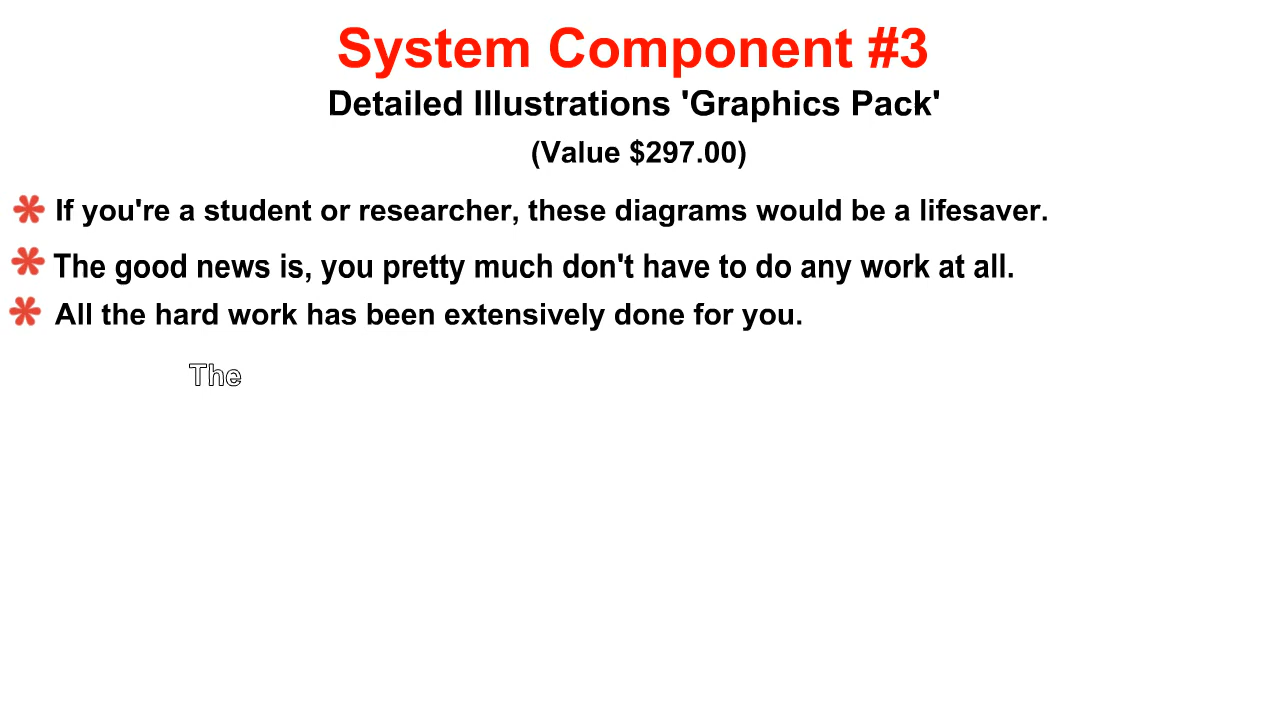 System Component #3
Detailed Illustrations 'Graphics Pack'
(Value $297.00)
If you're a student or researcher, these diagrams would be a lifesaver.
The good news is, you pretty much don't have to do any work at all.
All the hard work has been extensively done for you.
The